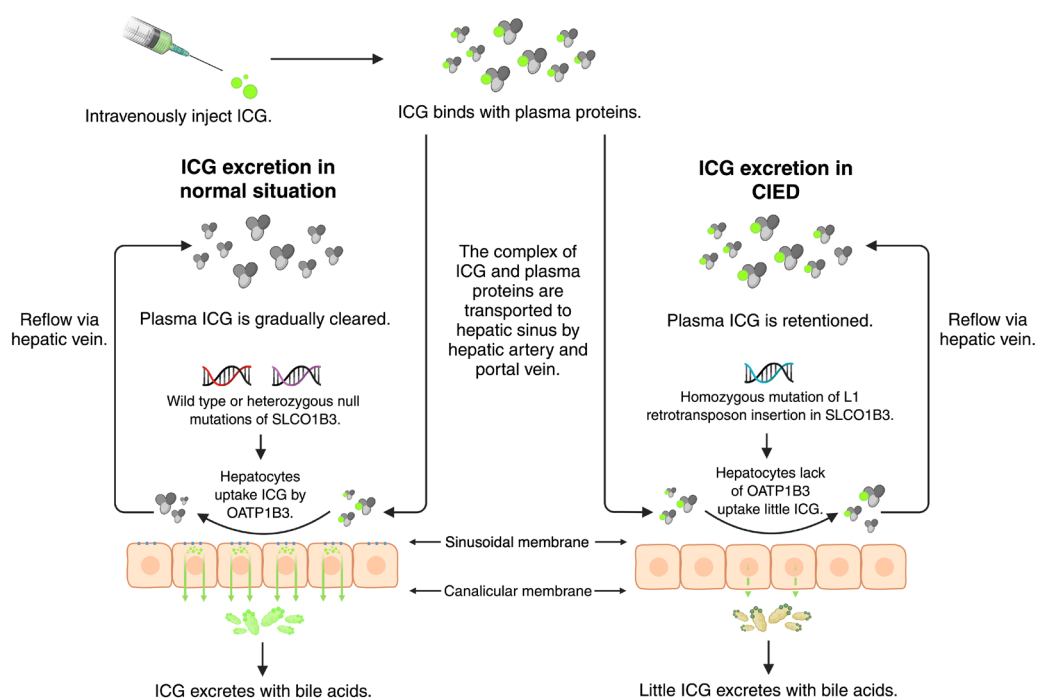 Intravenously inject ICG.
ICG binds with plasma proteins.
ICG excretion in
normal situation
ICG excretion in
CIED
The complex of
ICG and plasma
proteins are
transported to
hepatic sinus by
hepatic artery and
portal vein.
Reflow via
hepatic vein.
Plasma ICG is gradually cleared.
Plasma ICG is retentioned.
Reflow via
hepatic vein.
Wild type or heterozygous null
mutations of SLCO1B3.
Homozygous mutation of L1
retrotransposon insertion in SLCO1B3.
Hepatocytes
uptake ICG by
OATP1B3.
Hepatocytes lack
of OATP1B3
uptake little ICG.
Sinusoidal membrane
Canalicular membrane
ICG excretes with bile acids.
Little ICG excretes with bile acids.